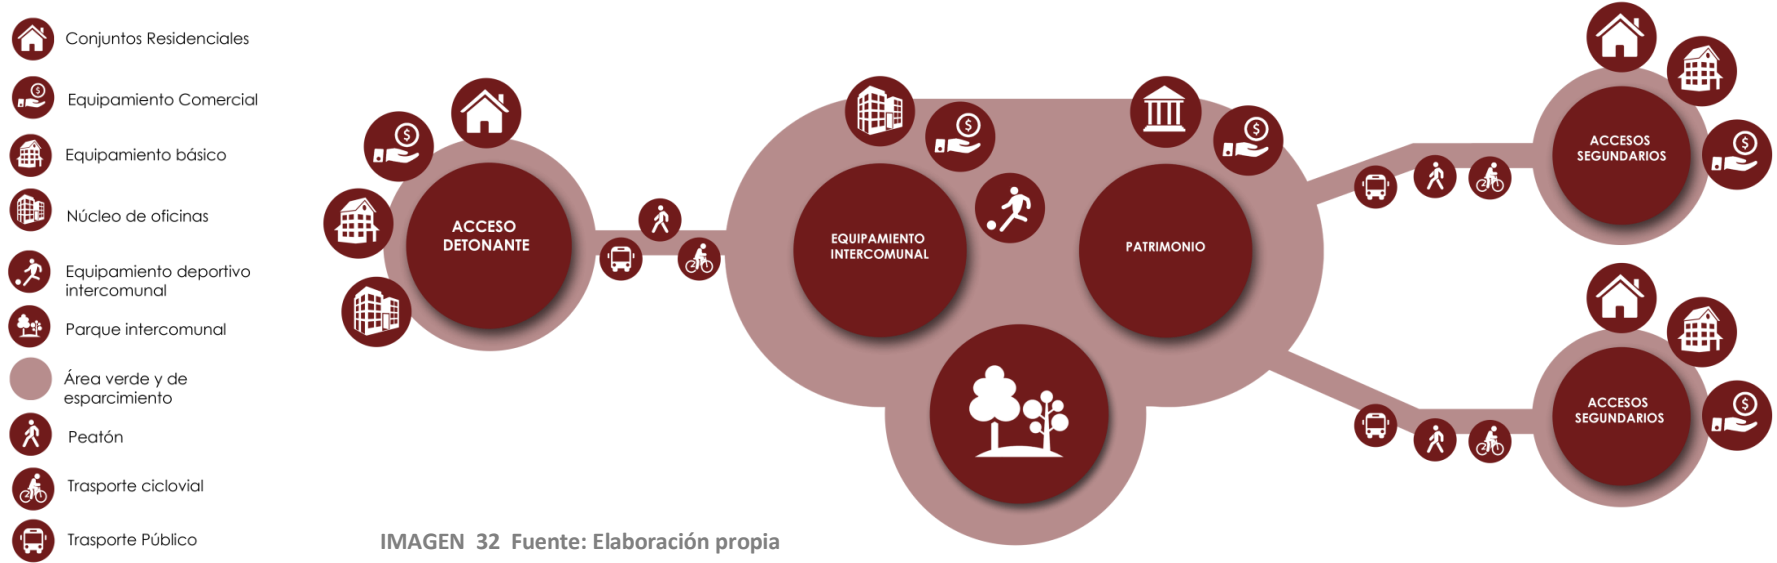 Conjuntos Residenciales
Equipamiento Comercial
Equipamiento básico
Núcleo de oficinas
Equipamiento deportivo
intercomunal
Parque intercomunal
Área verde y de
esparcimiento
Peatón
Trasporte ciclovial
Trasporte Público
ACCESO
DETONANTE
EQUIPAMIENTO
INTERCOMUNAL
PATRIMONIO
ACCESOS
SEGUNDARIOS
ACCESOS
SEGUNDARIOS
IMAGEN 32 Fuente: Elaboración propia